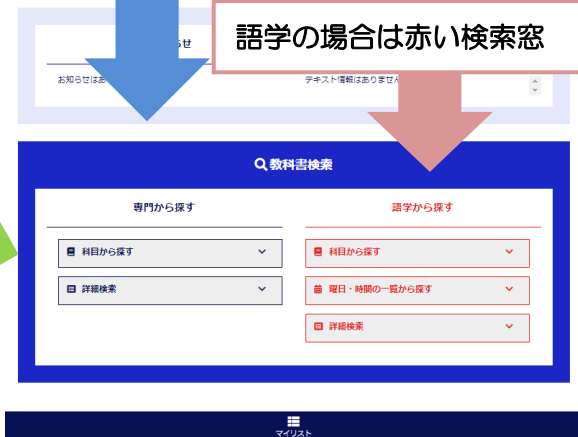 語学の場合は赤い検索窓
せ
お知らせはあ
テキスト情報はありません
教科書検索
専門から探す
科目から探す
詳細検索
語学から探す
科目から探す
曜日・時間の一覧から探す
詳細検索
マイリスト